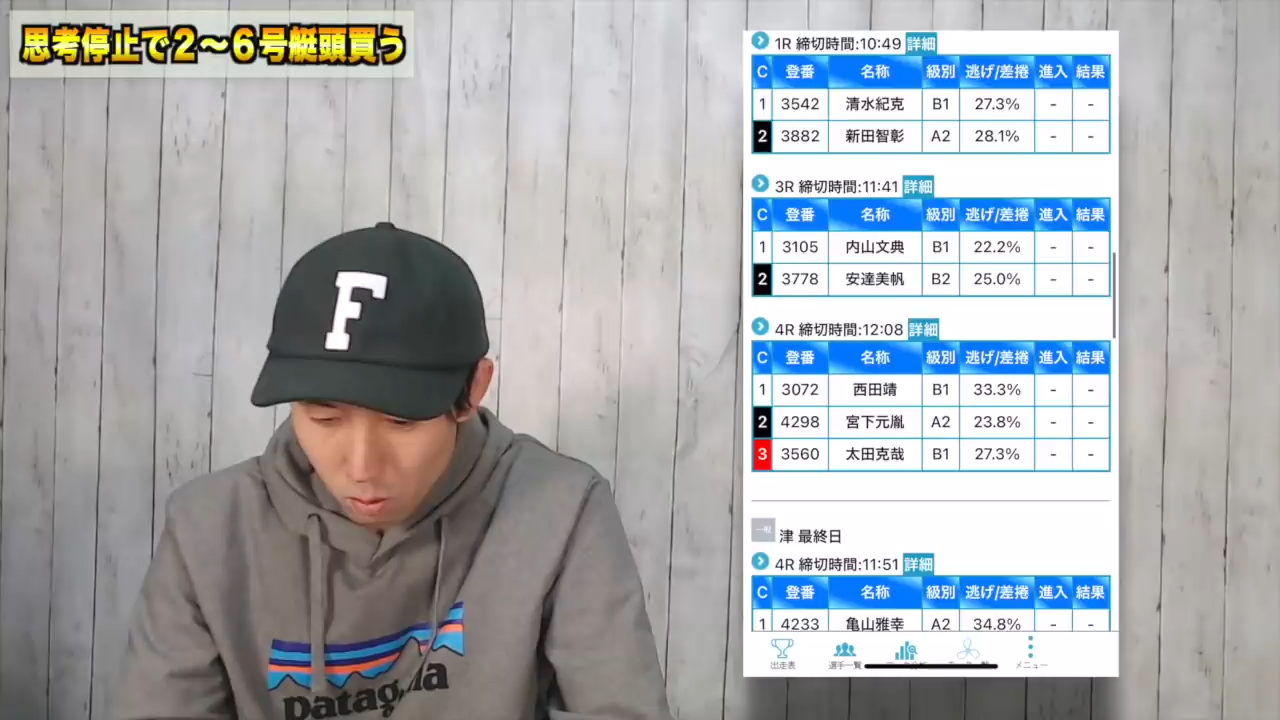 思考停止で2〜6号艇頭買う
F
patagonia
1R 締切時間:10:49 詳細
C 登番 名称 級別 逃げ/差捲 進入 結果
1 3542 清水紀克 B1 27.3% - -
2 3882 新田智彰 A2 28.1% - -
3R 締切時間:11:41 詳細
C 登番 名称 級別 逃げ/差捲 進入 結果
1 3105 内山文典 B1 22.2% - -
2 3778 安達美帆 B2 25.0% - -
4R 締切時間:12:08 詳細
C 登番 名称 級別 逃げ/差捲 進入 結果
1 3072 西田靖 B1 33.3% - -
2 4298 宮下元胤 A2 23.8% - -
3 3560 太田克哉 B1 27.3% - -
一般 津 最終日
4R 締切時間:11:51 詳細
C 登番 名称 級別 逃げ/差捲 進入 結果
1 4233 亀山雅幸 A2 34.8% - -
出走表 選手一覧 メニュー